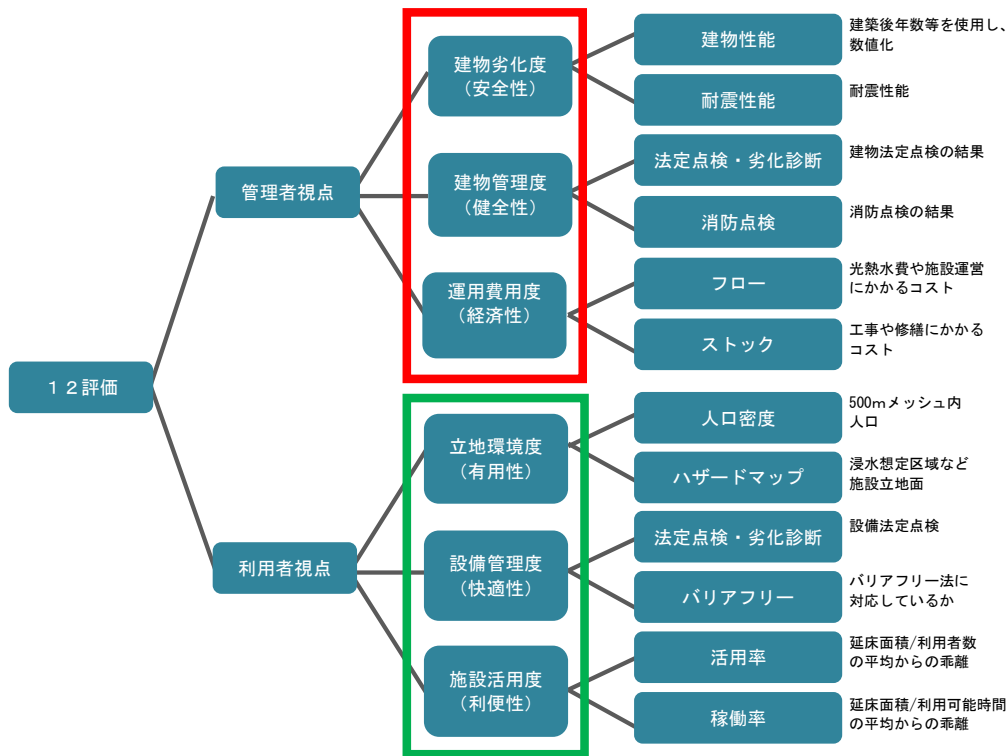 １２評価
管理者視点
建物劣化度
（安全性）
建物性能
建築後年数等を使用し、
数値化
耐震性能
耐震性能
建物管理度
（健全性）
法定点検・劣化診断
建物法定点検の結果
消防点検
消防点検の結果
運用費用度
（経済性）
フロー
光熱水費や施設運営
にかかるコスト
ストック
工事や修繕にかかる
コスト
利用者視点
立地環境度
（有用性）
人口密度
500ｍメッシュ内
人口
ハザードマップ
浸水想定区域など
施設立地面
設備管理度
（快適性）
法定点検・劣化診断
設備法定点検
バリアフリー
バリアフリー法に
対応しているか
施設活用度
（利便性）
活用率
延床面積/利用者数
の平均からの乖離
稼働率
延床面積/利用可能時間
の平均からの乖離